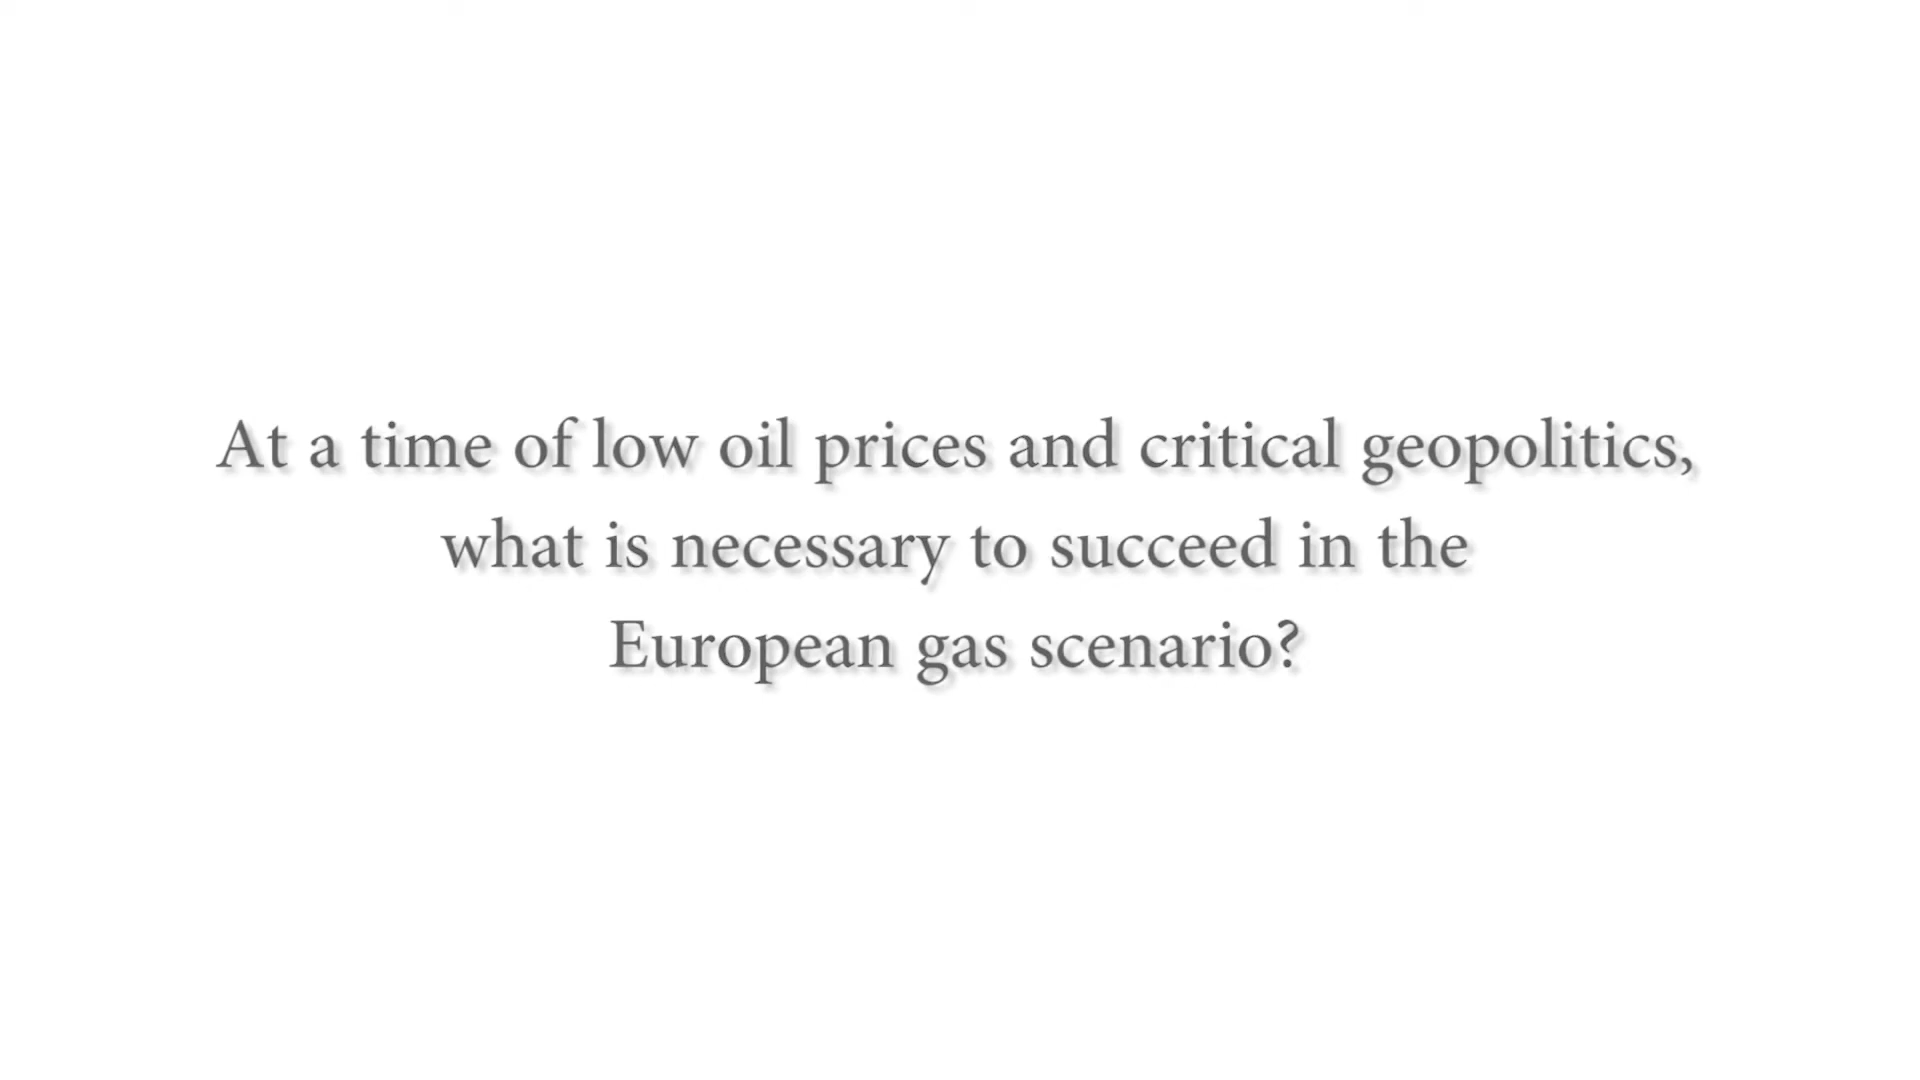 At a time of low oil prices and critical geopolitics,
what is necessary to succeed in the
European gas scenario?